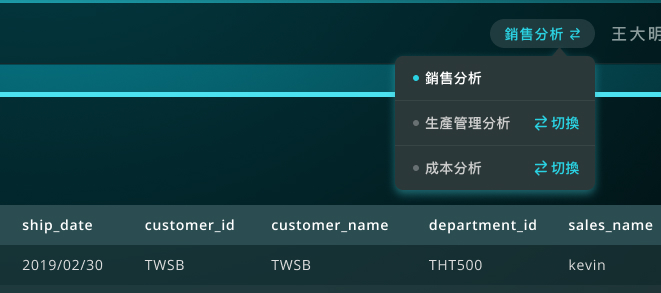 銷售分析 ⇄ 王大明
銷售分析
生產管理分析 ⇄ 切換
成本分析 ⇄ 切換
ship_date customer_id customer_name department_id sales_name
2019/02/30 TWSB TWSB THT500 kevin